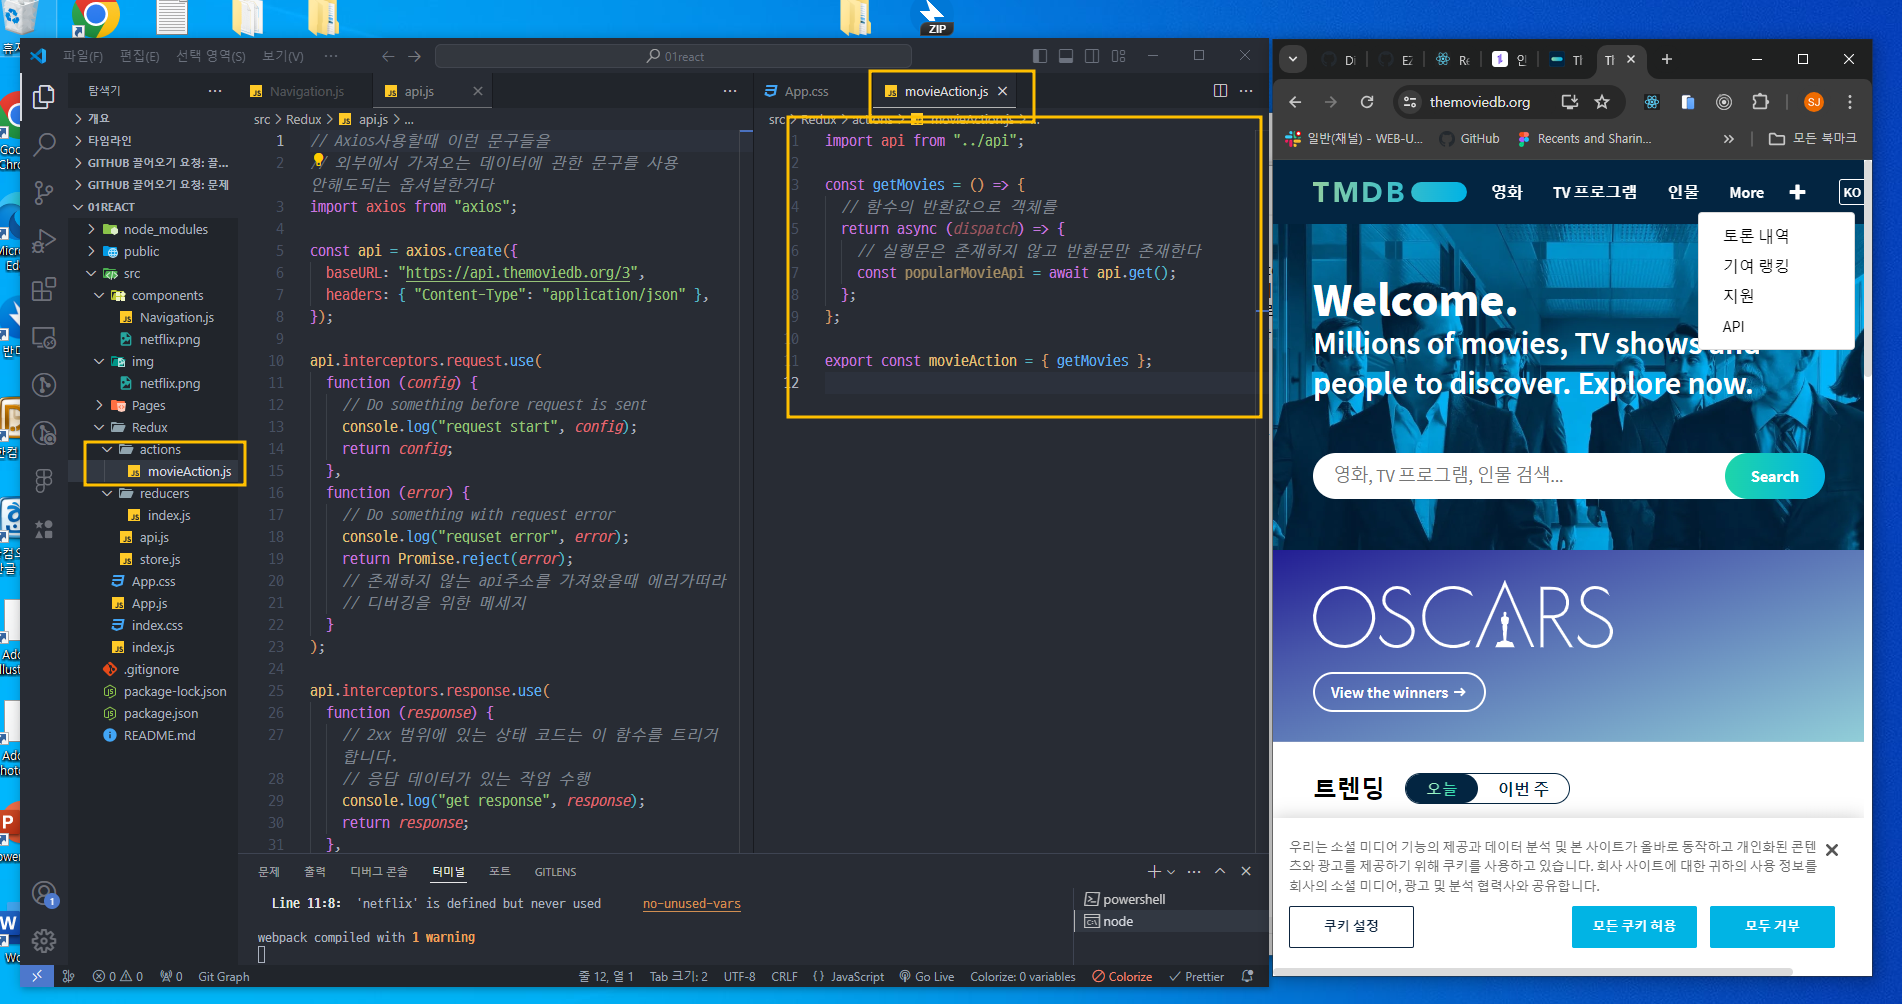 ZIP
파일(F) 편집(E) 선택 영역(S) 보기(V) ···
01react
탐색기 ···
개요
타임라인
GITHUB 끌어오기 요청: 끌...
GITHUB 끌어오기 요청: 문제
01REACT
node_modules
public
src
components
Navigation.js
netflix.png
img
netflix.png
Pages
Redux
actions
movieAction.js
reducers
index.js
api.js
store.js
App.css
App.js
index.css
index.js
.gitignore
package-lock.json
package.json
README.md
Navigation.js api.js ···
src > Redux > api.js > ...
1 // Axios사용할때 이런 문구들을
2 // 외부에서 가져오는 데이터에 관한 문구를 사용
안해도되는 옵셔널한거다
3 import axios from "axios";
4
5 const api = axios.create({
6 baseURL: "https://api.themoviedb.org/3",
7 headers: { "Content-Type": "application/json" },
8 });
9
10 api.interceptors.request.use(
11 function (config) {
12 // Do something before request is sent
13 console.log("request start", config);
14 return config;
15 },
16 function (error) {
17 // Do something with request error
18 console.log("requset error", error);
19 return Promise.reject(error);
20 // 존재하지 않는 api주소를 가져왔을때 에러가떠라
21 // 디버깅을 위한 메세지
22 }
23 );
24
25 api.interceptors.response.use(
26 function (response) {
27 // 2xx 범위에 있는 상태 코드는 이 함수를 트리거
합니다.
28 // 응답 데이터가 있는 작업 수행
29 console.log("get response", response);
30 return response;
31 },
App.css movieAction.js ···
src > Redux > actions > movieAction.js > ...
1 import api from "../api";
2
3 const getMovies = () => {
4 // 함수의 반환값으로 객체를
5 return async (dispatch) => {
6 // 실행문은 존재하지 않고 반환문만 존재한다
7 const popularMovieApi = await api.get();
8 };
9 };
10
11 export const movieAction = { getMovies };
12
문제 출력 디버그 콘솔 터미널 포트 GITLENS
Line 11:8: 'netflix' is defined but never used no-unused-vars
webpack compiled with 1 warning
powershell
node
1
0 0 0 Git Graph 줄 12, 열 1 Tab 크기: 2 UTF-8 CRLF {} JavaScript Go Live Colorize: 0 variables Colorize Prettier
themoviedb.org SJ
일반(채널) - WEB-U... GitHub Recents and Sharin... » 모든 북마크
TMDB 영화 TV 프로그램 인물 More + KO
토론 내역
기여 랭킹
지원
API
Welcome.
Millions of movies, TV shows and
people to discover. Explore now.
영화, TV 프로그램, 인물 검색... Search
OSCARS
View the winners →
트렌딩 오늘 이번 주
우리는 소셜 미디어 기능의 제공과 데이터 분석 및 본 사이트가 올바로 동작하고 개인화된 콘텐
츠와 광고를 제공하기 위해 쿠키를 사용하고 있습니다. 회사 사이트에 대한 귀하의 사용 정보를
회사의 소셜 미디어, 광고 및 분석 협력사와 공유합니다.
쿠키 설정 모든 쿠키 허용 모두 거부